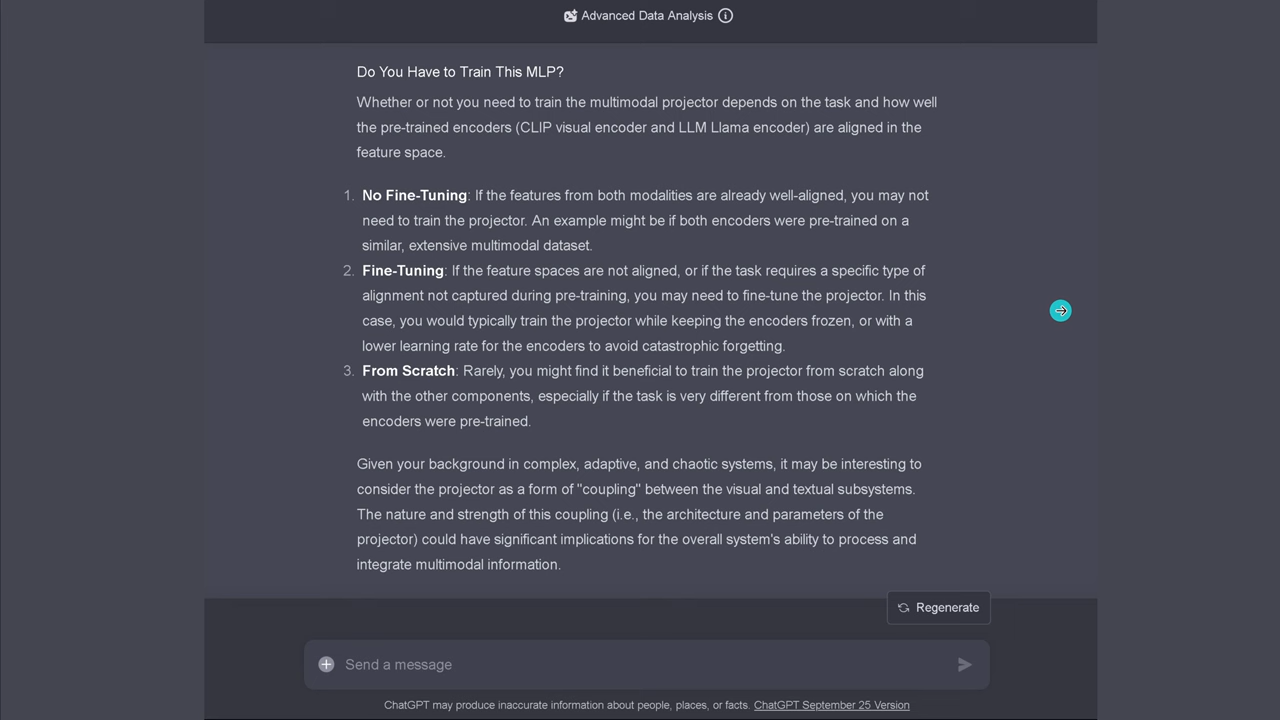 Advanced Data Analysis
Do You Have to Train This MLP?
Whether or not you need to train the multimodal projector depends on the task and how well
the pre-trained encoders (CLIP visual encoder and LLM Llama encoder) are aligned in the
feature space.
1. No Fine-Tuning: If the features from both modalities are already well-aligned, you may not
need to train the projector. An example might be if both encoders were pre-trained on a
similar, extensive multimodal dataset.
2. Fine-Tuning: If the feature spaces are not aligned, or if the task requires a specific type of
alignment not captured during pre-training, you may need to fine-tune the projector. In this
case, you would typically train the projector while keeping the encoders frozen, or with a
lower learning rate for the encoders to avoid catastrophic forgetting.
3. From Scratch: Rarely, you might find it beneficial to train the projector from scratch along
with the other components, especially if the task is very different from those on which the
encoders were pre-trained.
Given your background in complex, adaptive, and chaotic systems, it may be interesting to
consider the projector as a form of "coupling" between the visual and textual subsystems.
The nature and strength of this coupling (i.e., the architecture and parameters of the
projector) could have significant implications for the overall system's ability to process and
integrate multimodal information.
Regenerate
Send a message
ChatGPT may produce inaccurate information about people, places, or facts. ChatGPT September 25 Version